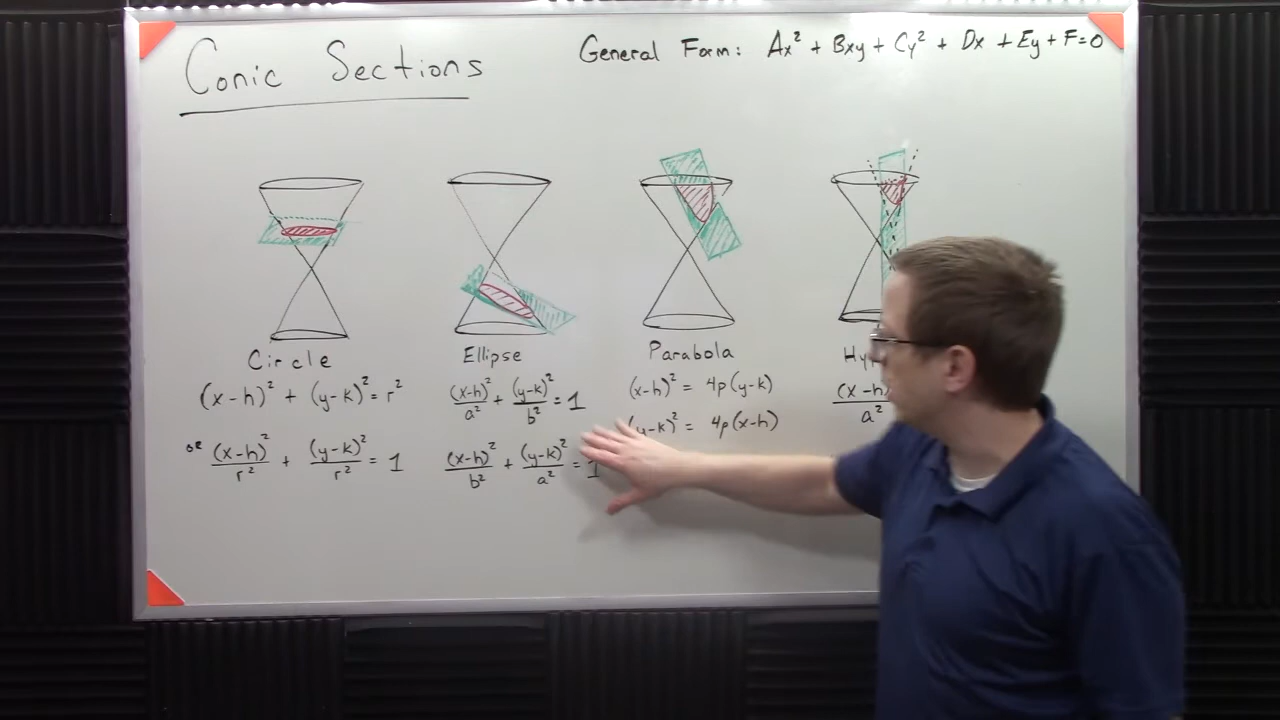 Conic Sections
General Form: Ax² + Bxy + Cy² + Dx + Ey + F=0
Circle
(x-h)² + (y-k)² = r²
or (x-h)²/r² + (y-k)²/r² = 1
Ellipse
(x-h)²/a² + (y-k)²/b² = 1
(x-h)²/b² + (y-k)²/a² = 1
Parabola
(x-h)² = 4p(y-k)
(y-k)² = 4p(x-h)
Hy
(x-h)
a²